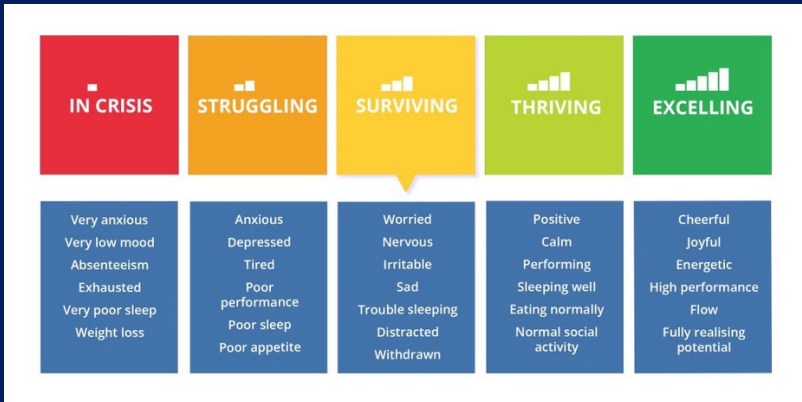 IN CRISIS
STRUGGLING
SURVIVING
THRIVING
EXCELLING
Very anxious
Very low mood
Absenteeism
Exhausted
Very poor sleep
Weight loss
Anxious
Depressed
Tired
Poor
performance
Poor sleep
Poor appetite
Worried
Nervous
Irritable
Sad
Trouble sleeping
Distracted
Withdrawn
Positive
Calm
Performing
Sleeping well
Eating normally
Normal social
activity
Cheerful
Joyful
Energetic
High performance
Flow
Fully realising
potential